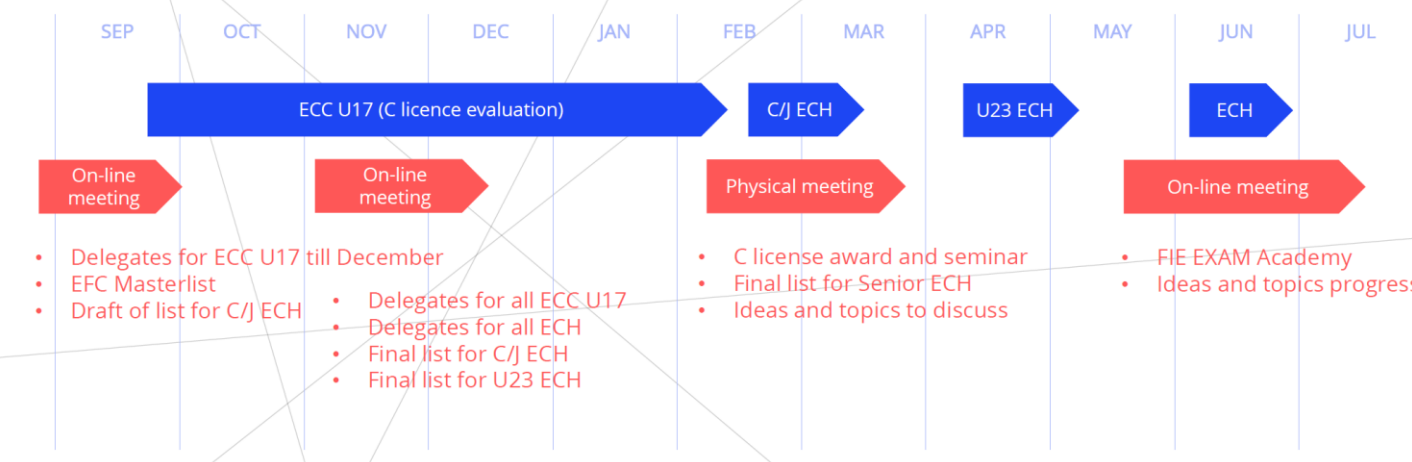 SEP OCT NOV DEC JAN FEB MAR APR MAY JUN JUL
ECC U17 (C licence evaluation)
C/J ECH
U23 ECH
ECH
On-line
meeting
On-line
meeting
Physical meeting
On-line meeting
• Delegates for ECC U17 till December
• EFC Masterlist
• Draft of list for C/J ECH
• Delegates for all ECC U17
• Delegates for all ECH
• Final list for C/J ECH
• Final list for U23 ECH
• C license award and seminar
• Final list for Senior ECH
• Ideas and topics to discuss
• FIE EXAM Academy
• Ideas and topics progress